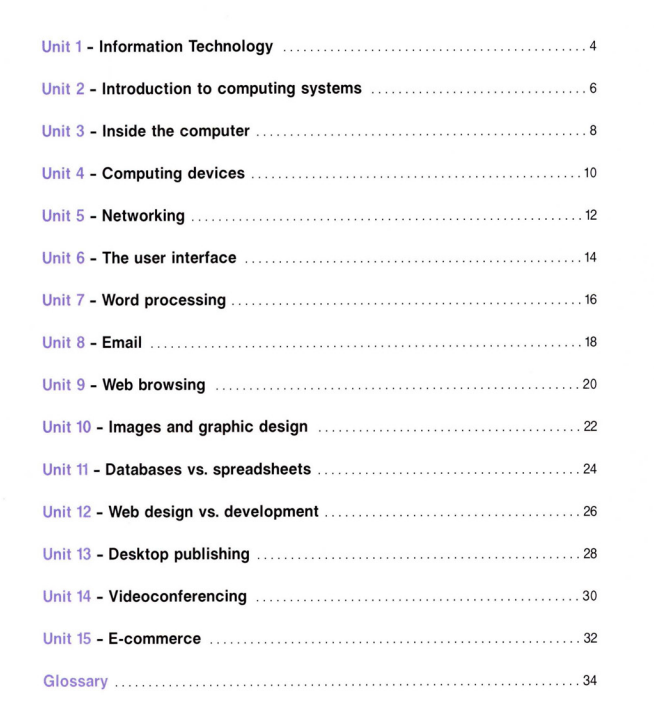 Unit 1 – Information Technology ........................................ 4
Unit 2 – Introduction to computing systems ........................................ 6
Unit 3 – Inside the computer ........................................ 8
Unit 4 – Computing devices ........................................ 10
Unit 5 – Networking ........................................ 12
Unit 6 – The user interface ........................................ 14
Unit 7 – Word processing ........................................ 16
Unit 8 – Email ........................................ 18
Unit 9 – Web browsing ........................................ 20
Unit 10 – Images and graphic design ........................................ 22
Unit 11 – Databases vs. spreadsheets ........................................ 24
Unit 12 – Web design vs. development ........................................ 26
Unit 13 – Desktop publishing ........................................ 28
Unit 14 – Videoconferencing ........................................ 30
Unit 15 – E-commerce ........................................ 32
Glossary ........................................ 34